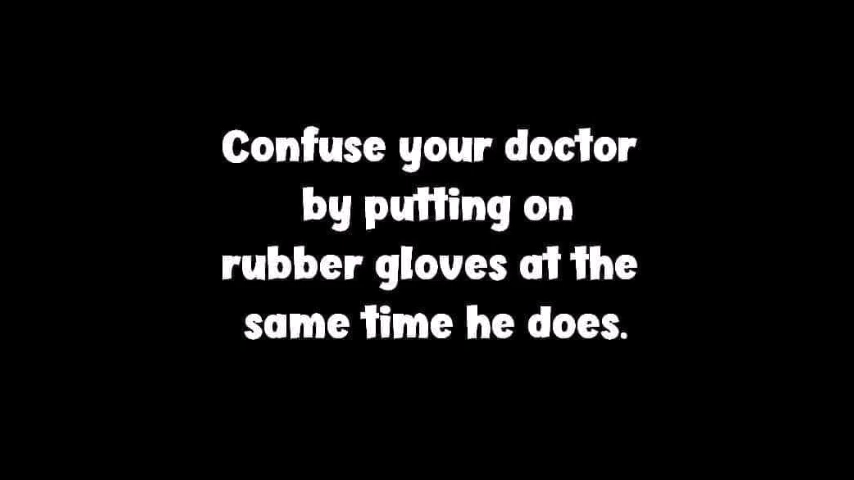 Confuse your doctor
by putting on
rubber gloves at the
same time he does.